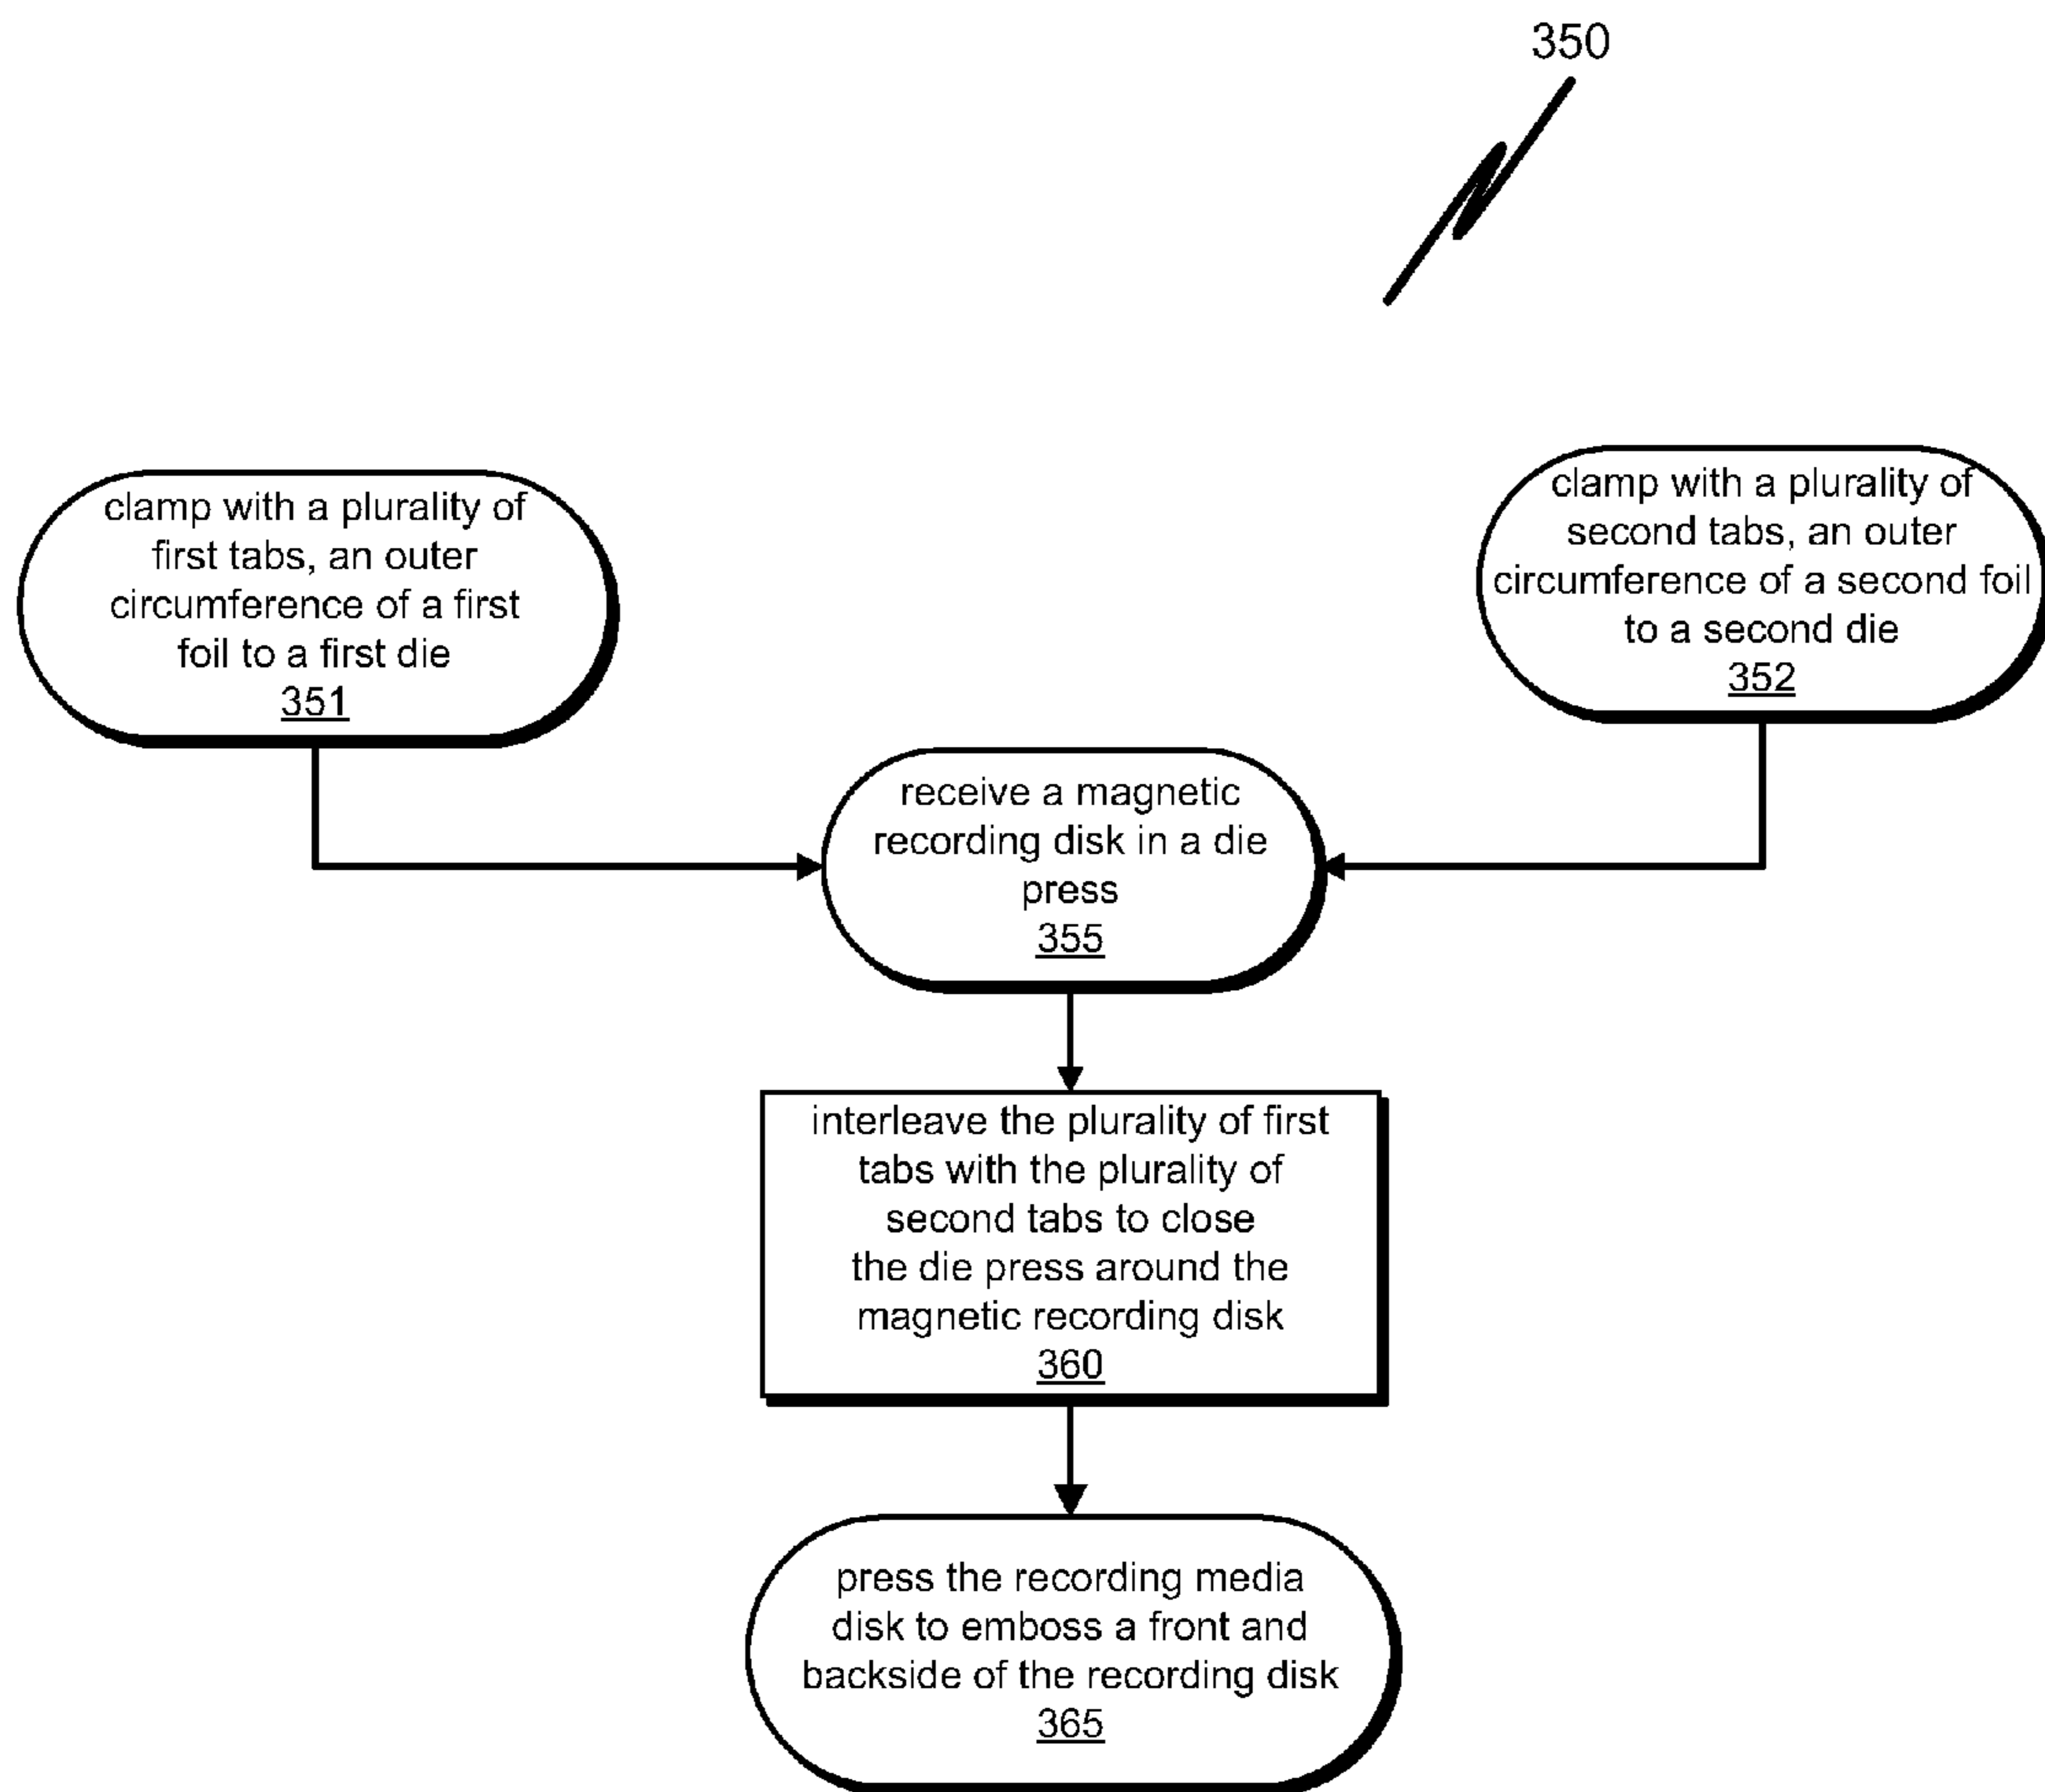 350
clamp with a plurality of
first tabs, an outer
circumference of a first
foil to a first die
351
clamp with a plurality of
second tabs, an outer
circumference of a second foil
to a second die
352
receive a magnetic
recording disk in a die
press
355
interleave the plurality of first
tabs with the plurality of
second tabs to close
the die press around the
magnetic recording disk
360
press the recording media
disk to emboss a front and
backside of the recording disk
365